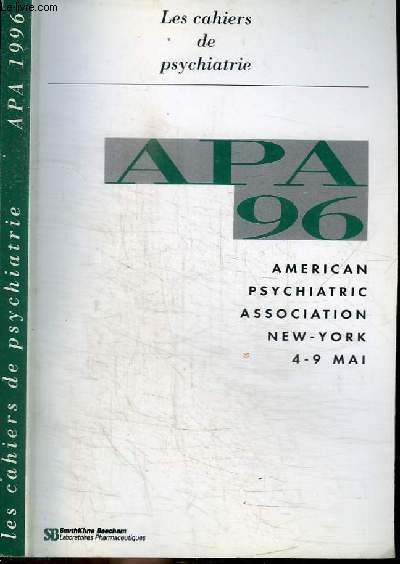 Les cahiers
de
psychiatrie
APA
96
AMERICAN
PSYCHIATRIC
ASSOCIATION
NEW-YORK
4-9 MAI
SB SmithKline Beecham
Laboratoires Pharmaceutiques
les cahiers de psychiatrie APA 1996